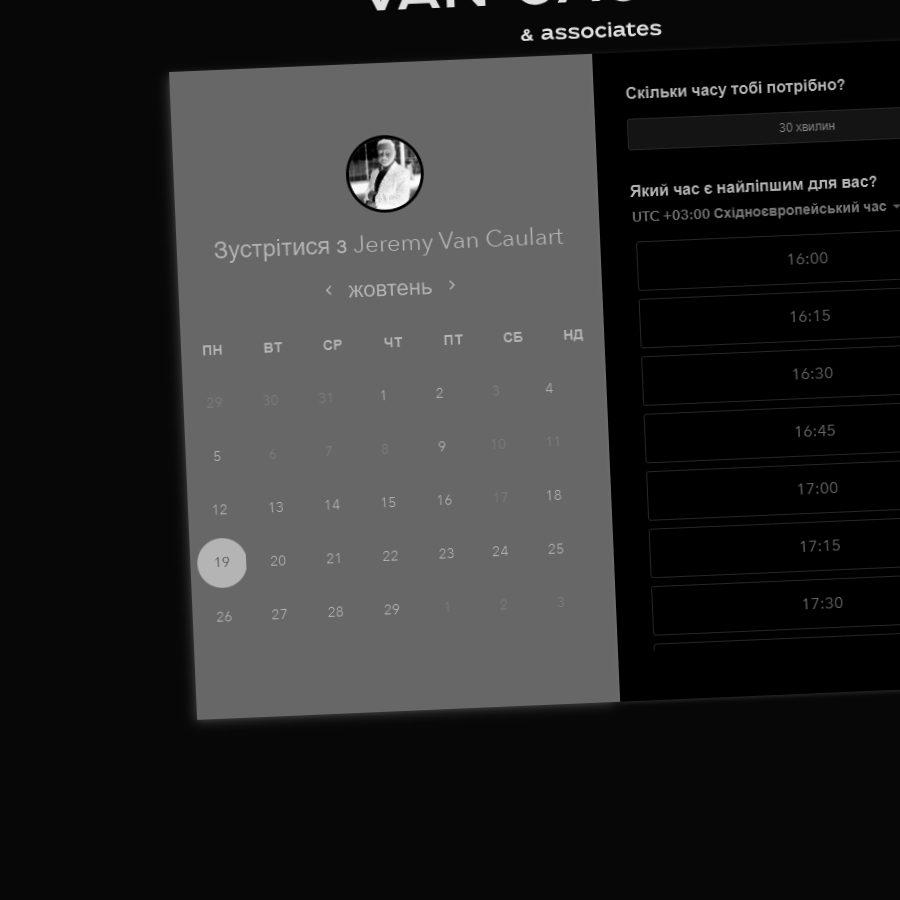 & associates
Зустрітися з Jeremy Van Caulart
жовтень
ПН ВТ СР ЧТ ПТ СБ НД
29 30 31 1 2 3 4
5 6 7 8 9 10 11
12 13 14 15 16 17 18
19 20 21 22 23 24 25
26 27 28 29 1 2 3
Скільки часу тобі потрібно?
30 хвилин
Який час є найліпшим для вас?
UTC +03:00 Східноєвропейський час
16:00
16:15
16:30
16:45
17:00
17:15
17:30